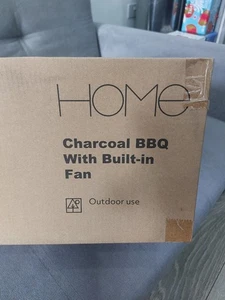 HOME
Charcoal BBQ
With Built-in
Fan
Outdoor use